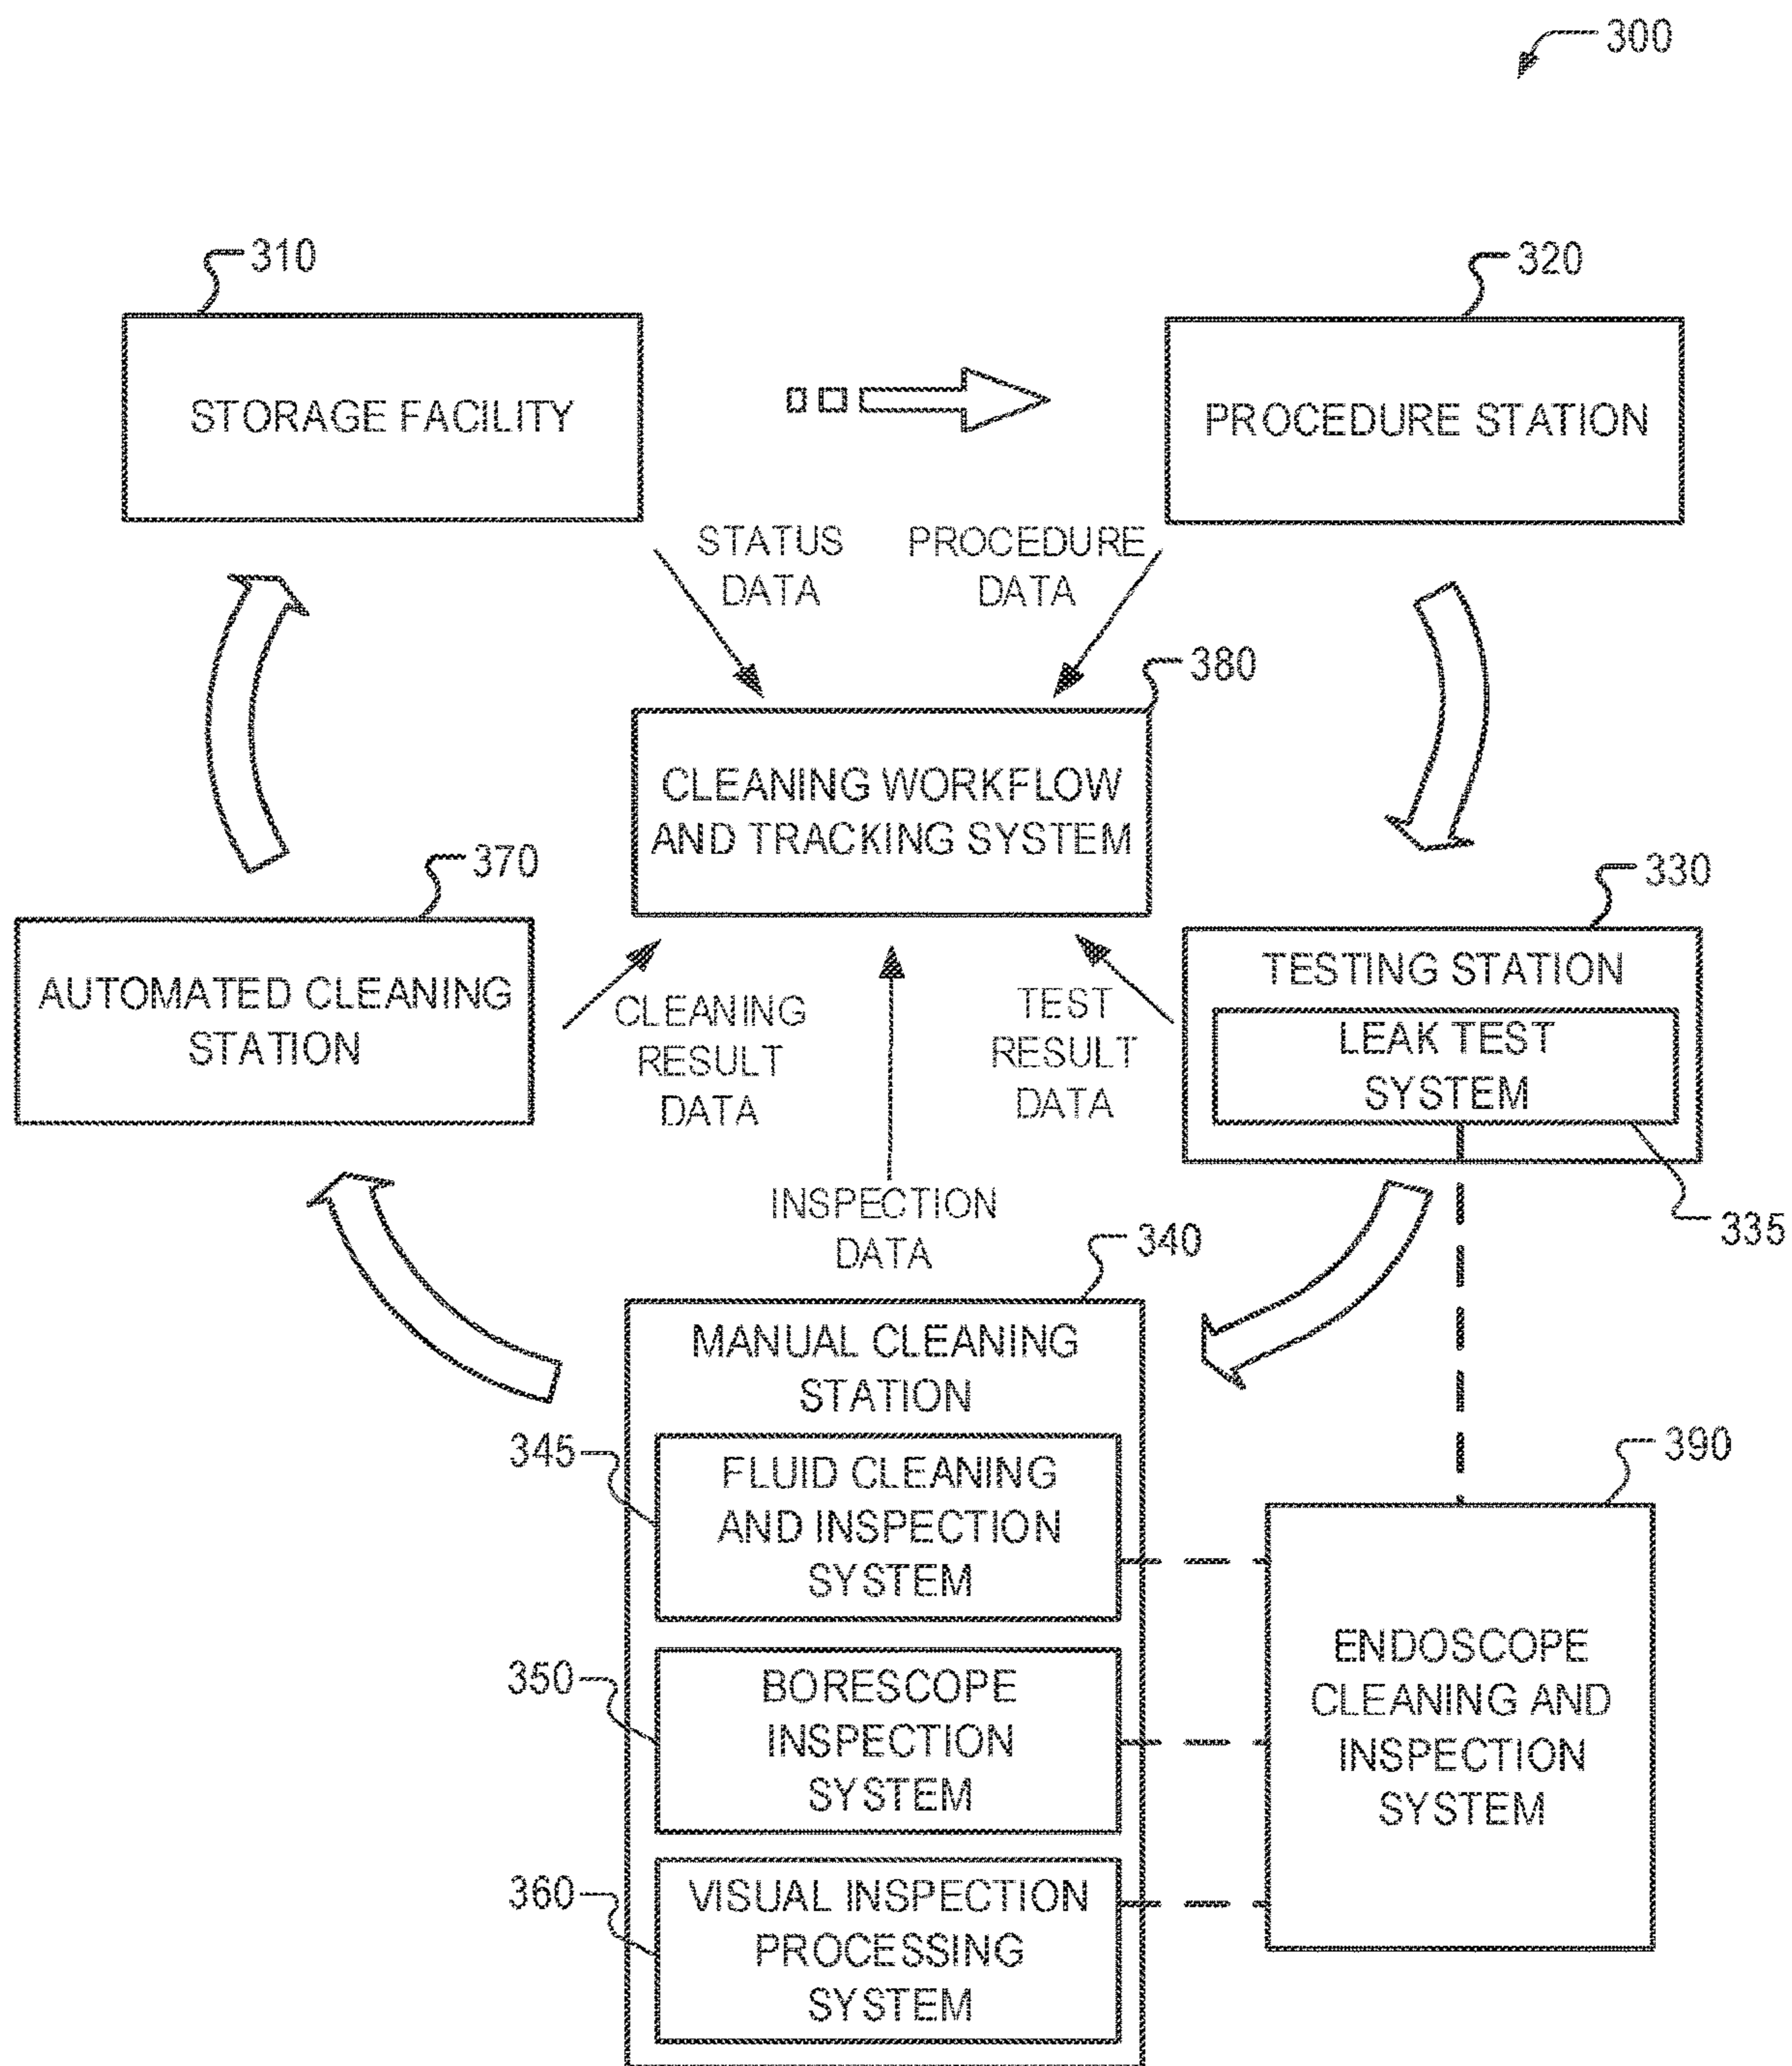 300
310
320
STORAGE FACILITY
PROCEDURE STATION
STATUS
DATA
PROCEDURE
DATA
380
CLEANING WORKFLOW
AND TRACKING SYSTEM
370
330
AUTOMATED CLEANING
STATION
TESTING STATION
LEAK TEST
SYSTEM
335
CLEANING
RESULT
DATA
TEST
RESULT
DATA
INSPECTION
DATA
340
MANUAL CLEANING
STATION
345
FLUID CLEANING
AND INSPECTION
SYSTEM
390
350
BORESCOPE
INSPECTION
SYSTEM
ENDOSCOPE
CLEANING AND
INSPECTION
SYSTEM
360
VISUAL INSPECTION
PROCESSING
SYSTEM